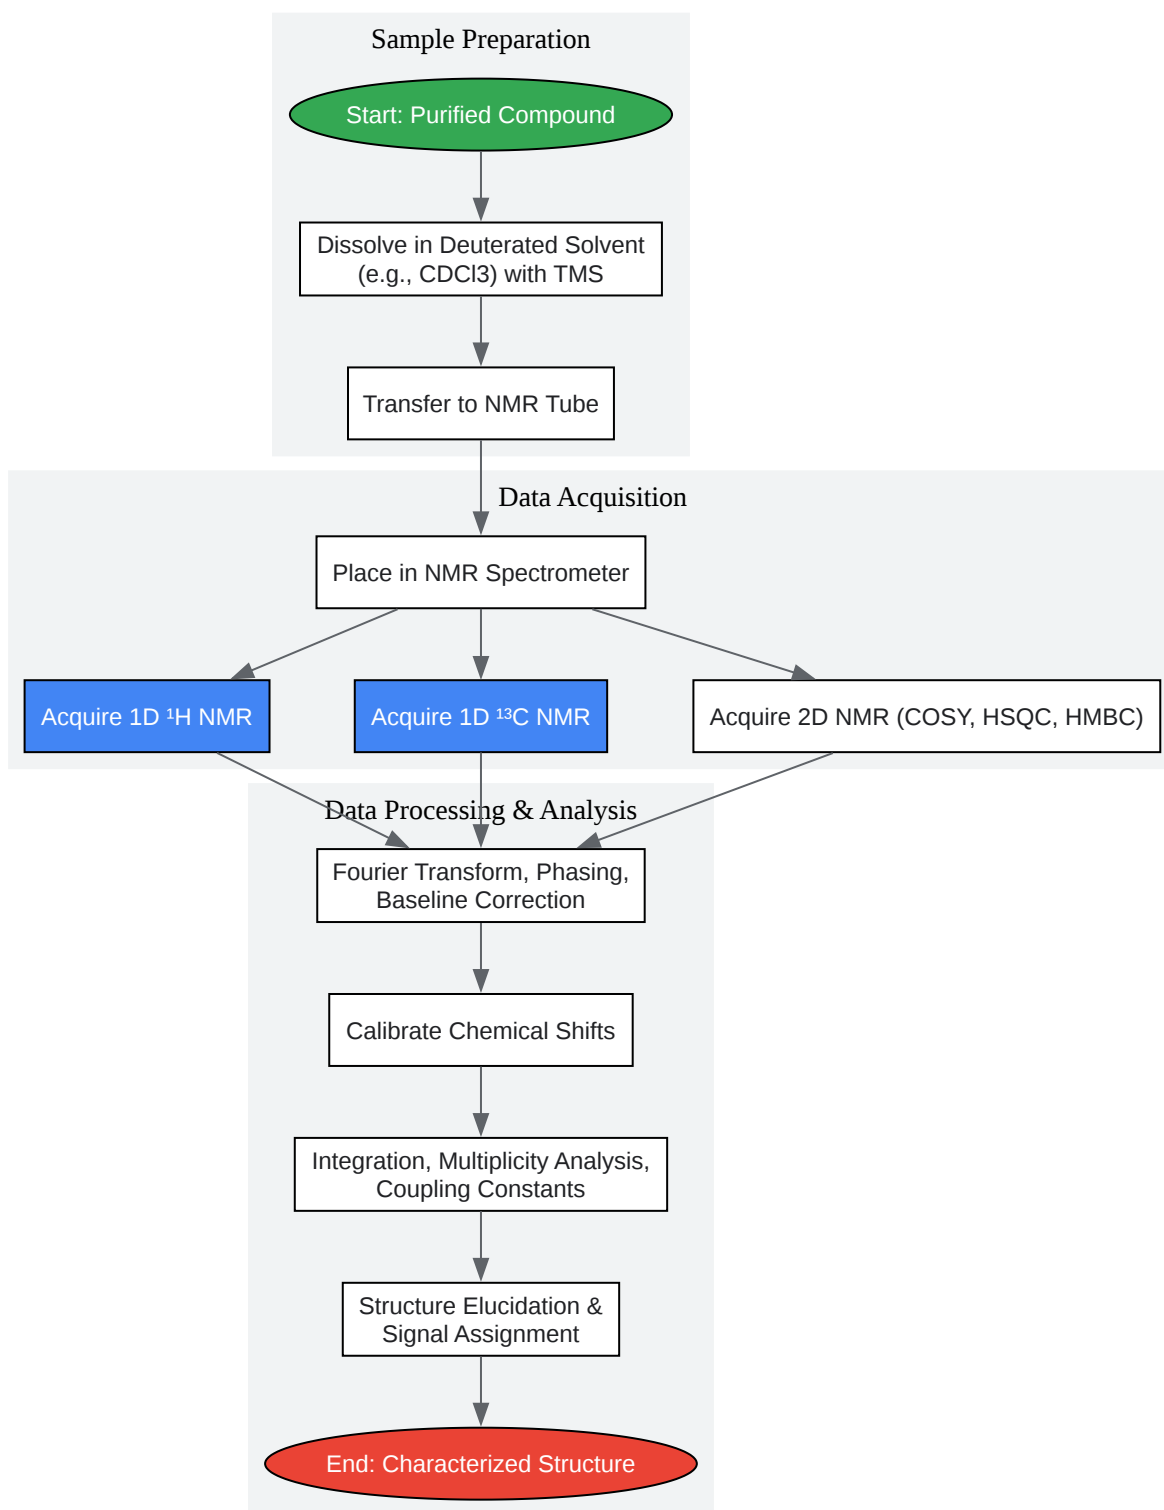 Sample Preparation
Start: Purified Compound
Dissolve in Deuterated Solvent
(e.g., CDCl3) with TMS
Transfer to NMR Tube
Data Acquisition
Place in NMR Spectrometer
Acquire 1D ¹H NMR
Acquire 1D ¹³C NMR
Acquire 2D NMR (COSY, HSQC, HMBC)
Data Processing & Analysis
Fourier Transform, Phasing,
Baseline Correction
Calibrate Chemical Shifts
Integration, Multiplicity Analysis,
Coupling Constants
Structure Elucidation &
Signal Assignment
End: Characterized Structure